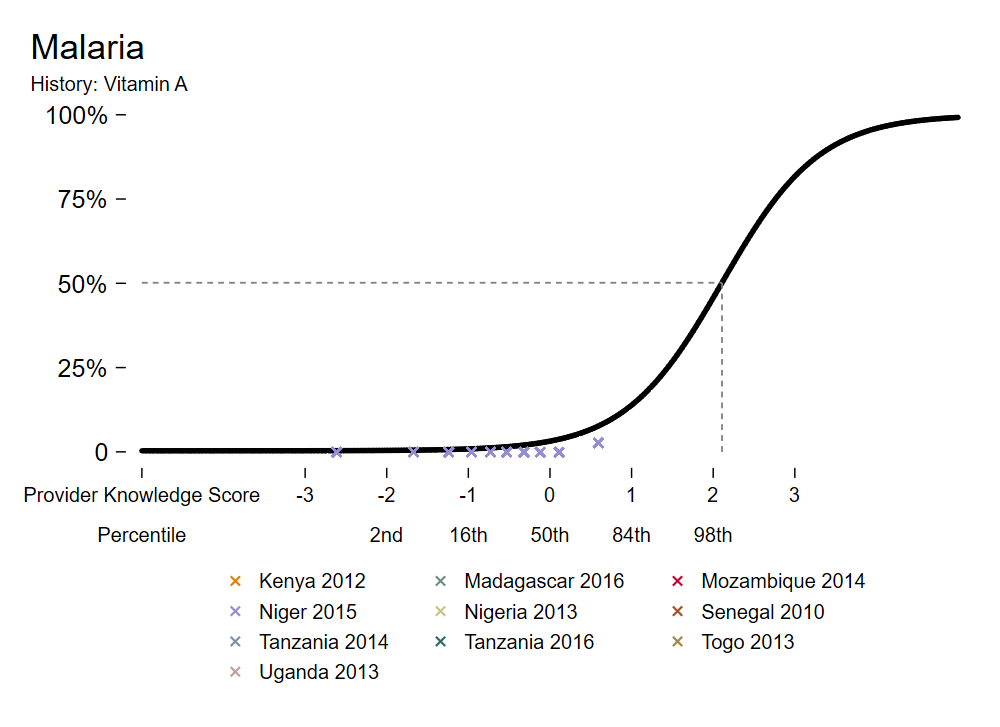 Malaria
History: Vitamin A
100%
75%
50%
25%
0
Provider Knowledge Score -3 -2 -1 0 1 2 3
Percentile 2nd 16th 50th 84th 98th
Kenya 2012 Madagascar 2016 Mozambique 2014
Niger 2015 Nigeria 2013 Senegal 2010
Tanzania 2014 Tanzania 2016 Togo 2013
Uganda 2013